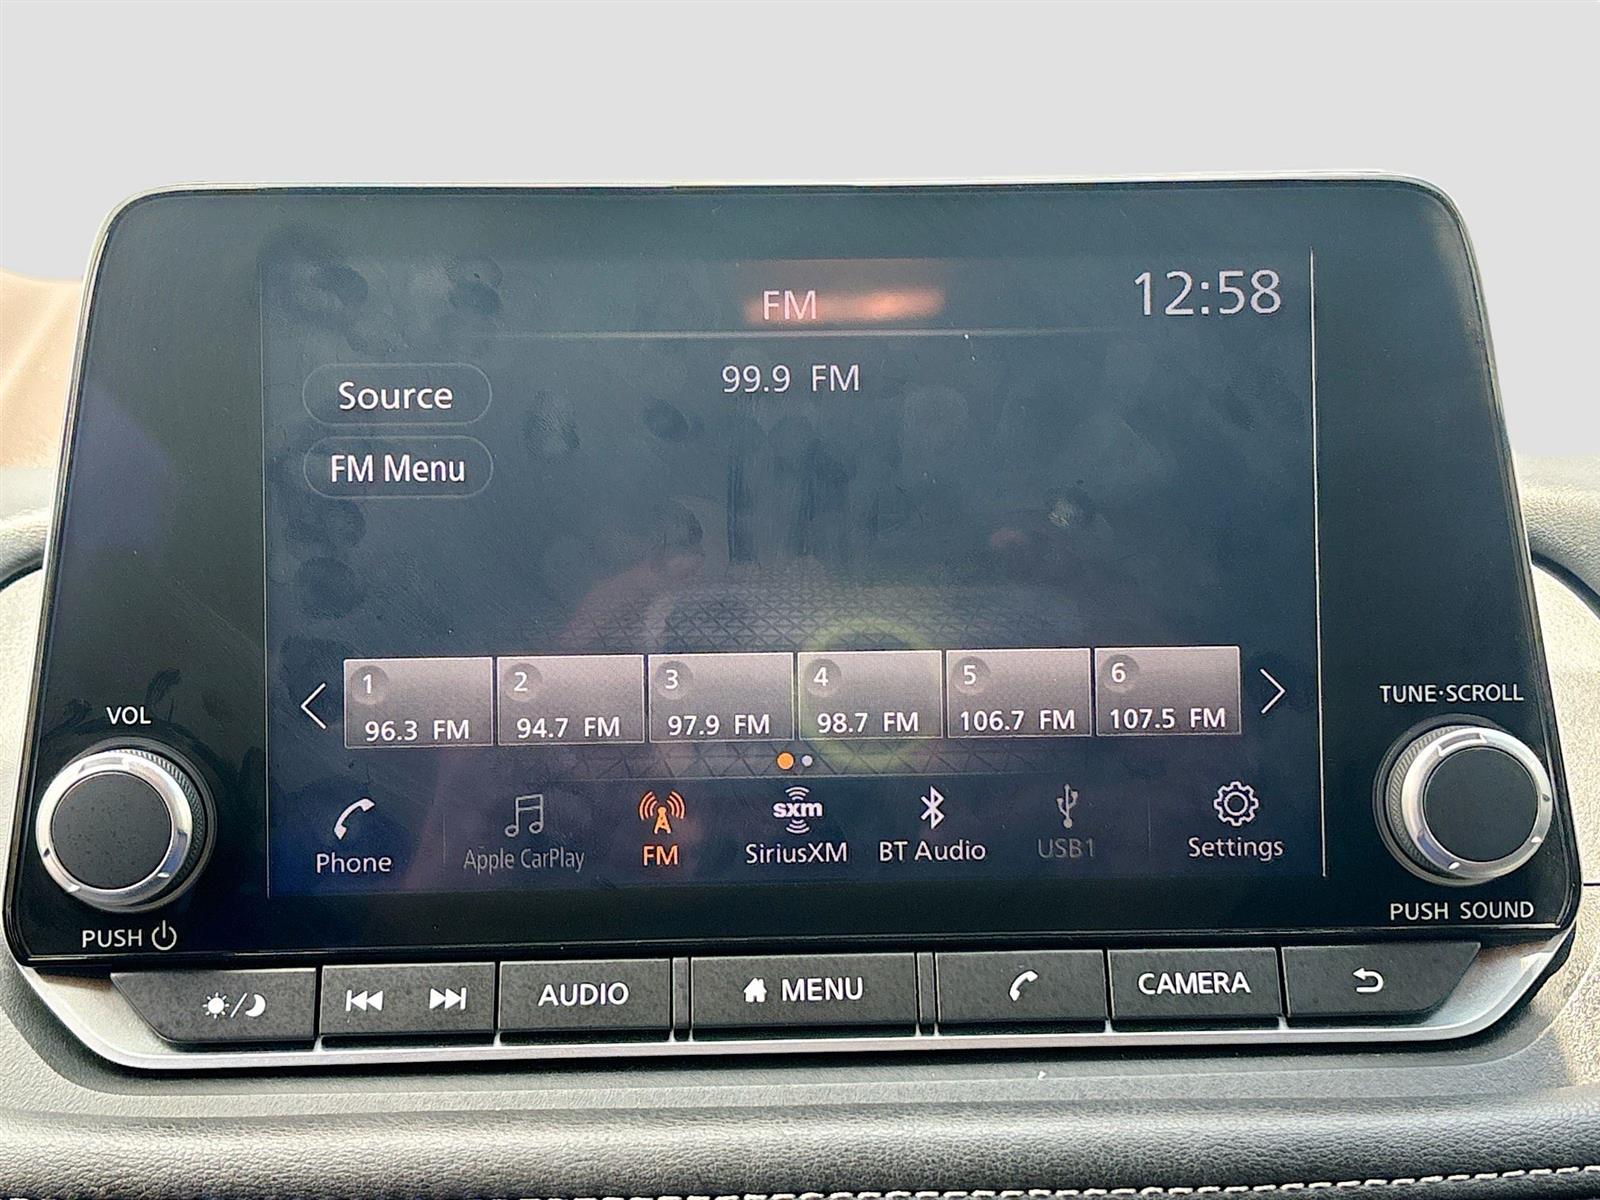 FM
12:58
99.9 FM
Source
FM Menu
1
96.3 FM
2
94.7 FM
3
97.9 FM
4
98.7 FM
5
106.7 FM
6
107.5 FM
Phone
Apple CarPlay
FM
sxm
SiriusXM
BT Audio
USB1
Settings
VOL
PUSH
TUNE·SCROLL
PUSH SOUND
AUDIO
MENU
CAMERA